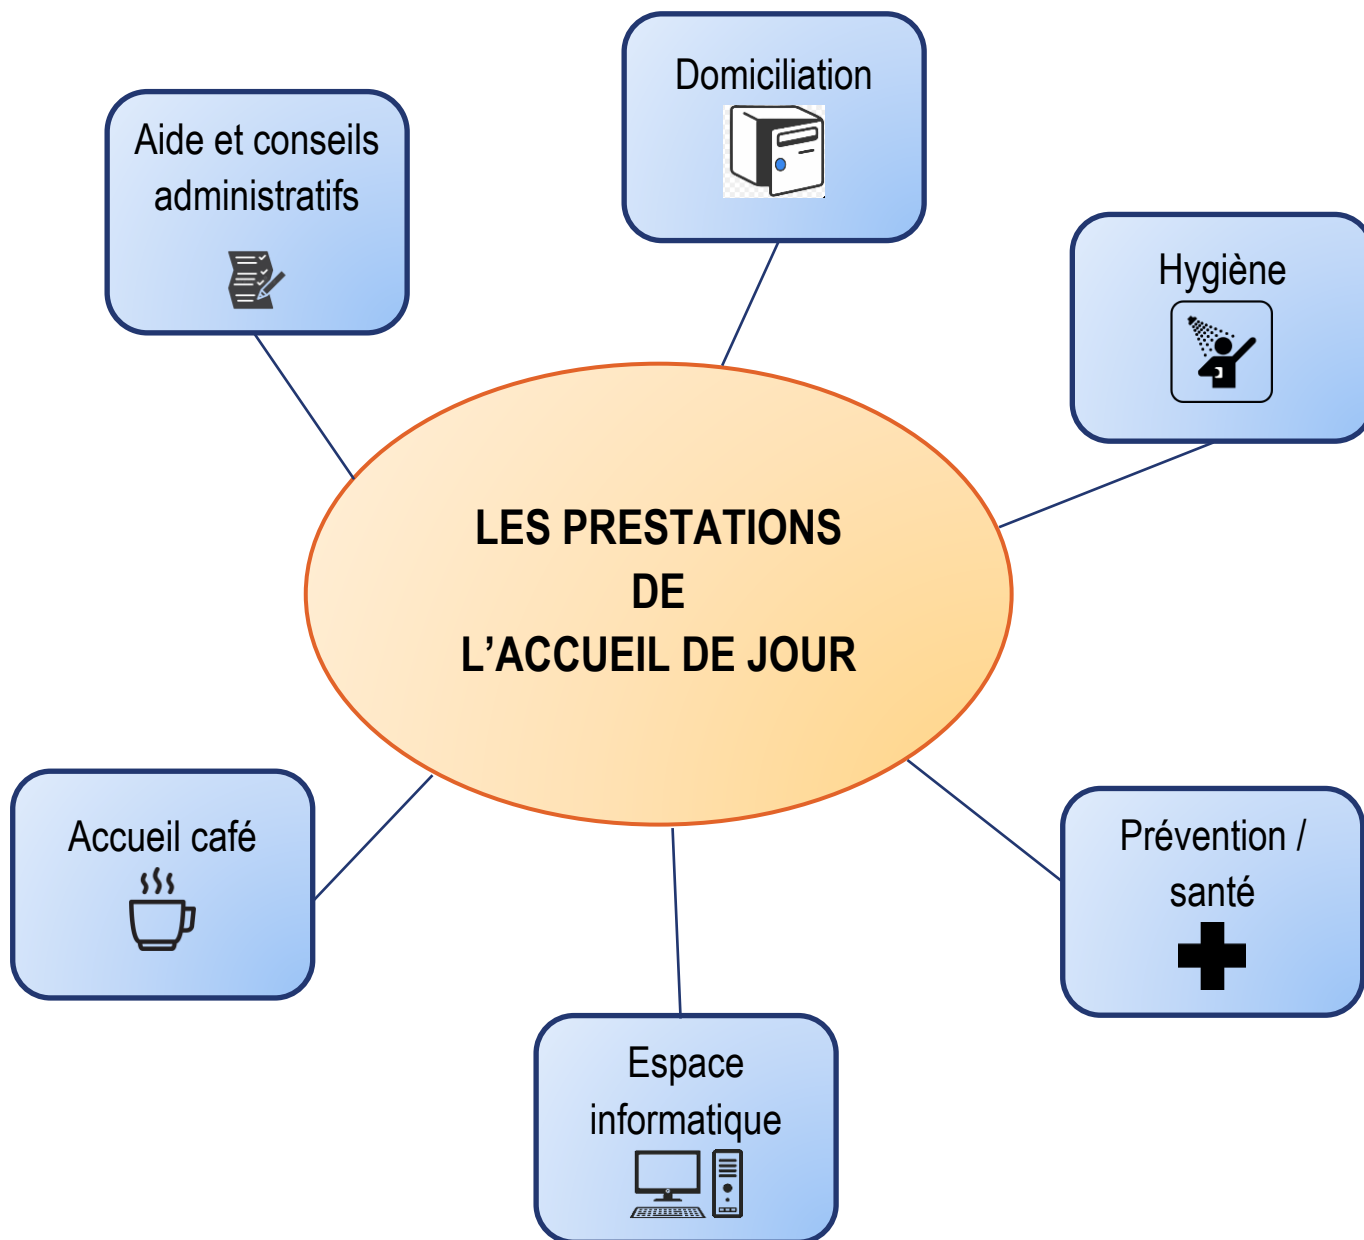 Domiciliation
Aide et conseils
administratifs
Hygiène
LES PRESTATIONS
DE
L’ACCUEIL DE JOUR
Accueil café
Prévention /
santé
Espace
informatique